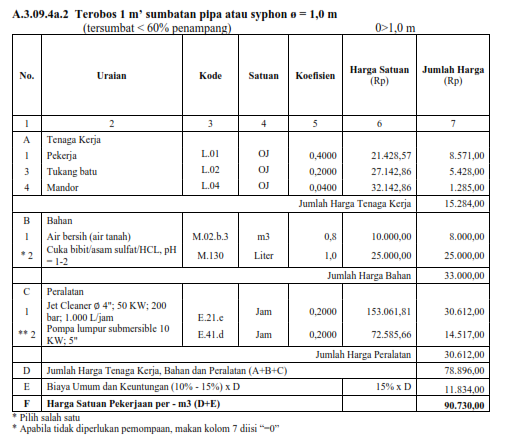 A.3.09.4a.2 Terobos 1 m’ sumbatan pipa atau syphon ø = 1,0 m
(tersumbat < 60% penampang) 0>1,0 m
No. Uraian Kode Satuan Koefisien Harga Satuan (Rp) Jumlah Harga (Rp)
1 2 3 4 5 6 7
A Tenaga Kerja
1 Pekerja L.01 OJ 0,4000 21.428,57 8.571,00
3 Tukang batu L.02 OJ 0,2000 27.142,86 5.428,00
4 Mandor L.04 OJ 0,0400 32.142,86 1.285,00
Jumlah Harga Tenaga Kerja 15.284,00
B Bahan
1 Air bersih (air tanah) M.02.b.3 m3 0,8 10.000,00 8.000,00
* 2 Cuka bibit/asam sulfat/HCL, pH = 1-2 M.130 Liter 1,0 25.000,00 25.000,00
Jumlah Harga Bahan 33.000,00
C Peralatan
1 Jet Cleaner ∅ 4"; 50 KW; 200 bar; 1.000 L/jam E.21.e Jam 0,2000 153.061,81 30.612,00
** 2 Pompa lumpur submersible 10 KW; 5" E.41.d Jam 0,2000 72.585,66 14.517,00
Jumlah Harga Peralatan 30.612,00
D Jumlah Harga Tenaga Kerja, Bahan dan Peralatan (A+B+C) 78.896,00
E Biaya Umum dan Keuntungan (10% - 15%) x D 15% x D 11.834,00
F Harga Satuan Pekerjaan per - m3 (D+E) 90.730,00
* Pilih salah satu
* Apabila tidak diperlukan pemompaan, makan kolom 7 diisi “=0”